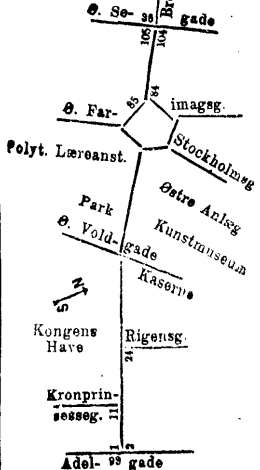 Ø. Se- 36 gade
Br
106 104
85 84
Ø. Far- imagsg.
Polyt. Læreanst. Stockholmsg
Østre Anlæg
Park
Kunstmuseum
Ø. Vold- gade
Kaserne
N
S
Kongens
Have
Rigensg.
24
Kronprin-
sesseg. 11
1 2
Adel- 99 gade